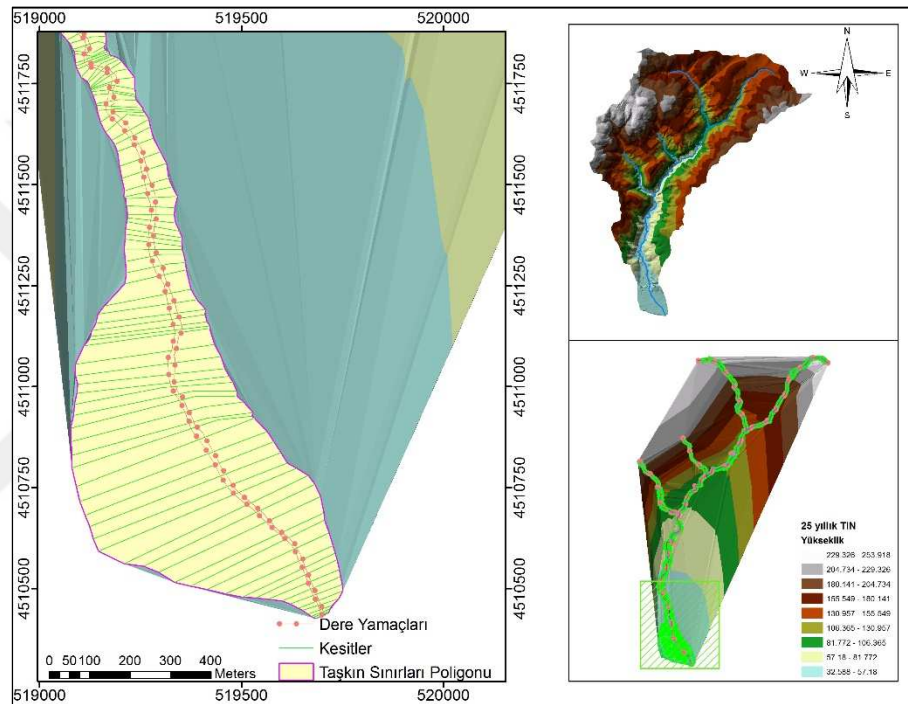 519000 519500 520000
4511750
4511500
4511250
4511000
4510750
4510500
4511750
4511500
4511250
4511000
4510750
4510500
Dere Yamaçları
Kesitler
Taşkın Sınırları Poligonu
0 50 100 200 300 400
Meters
519000 519500 520000
N
W E
S
25 yıllık TIN
Yükseklik
229.326 - 253.918
204.734 - 229.326
180.141 - 204.734
155.549 - 180.141
130.957 - 155.549
106.365 - 130.957
81.772 - 106.365
57.18 - 81.772
32.588 - 57.18